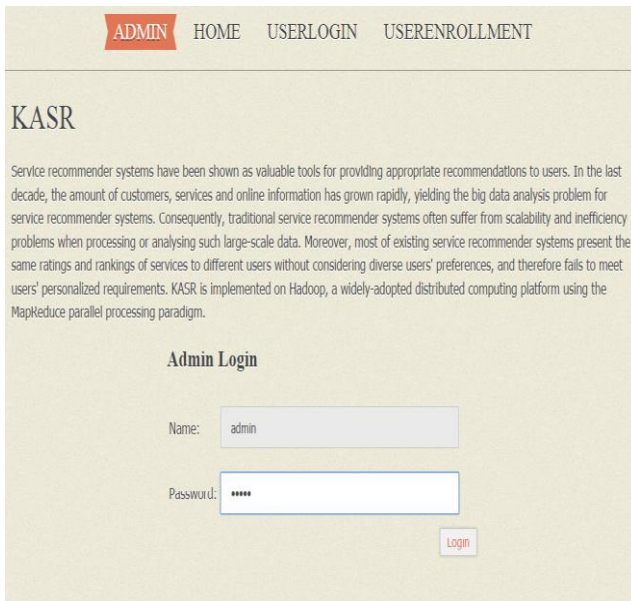 ADMIN HOME USERLOGIN USERENROLLMENT
KASR
Service recommender systems have been shown as valuable tools for providing appropriate recommendations to users. In the last
decade, the amount of customers, services and online information has grown rapidly, yielding the big data analysis problem for
service recommender systems. Consequently, traditional service recommender systems often suffer from scalability and inefficiency
problems when processing or analysing such large-scale data. Moreover, most of existing service recommender systems present the
same ratings and rankings of services to different users without considering diverse users' preferences, and therefore fails to meet
users' personalized requirements. KASR is implemented on Hadoop, a widely-adopted distributed computing platform using the
MapReduce parallel processing paradigm.
Admin Login
Name: admin
Password: •••••
Login